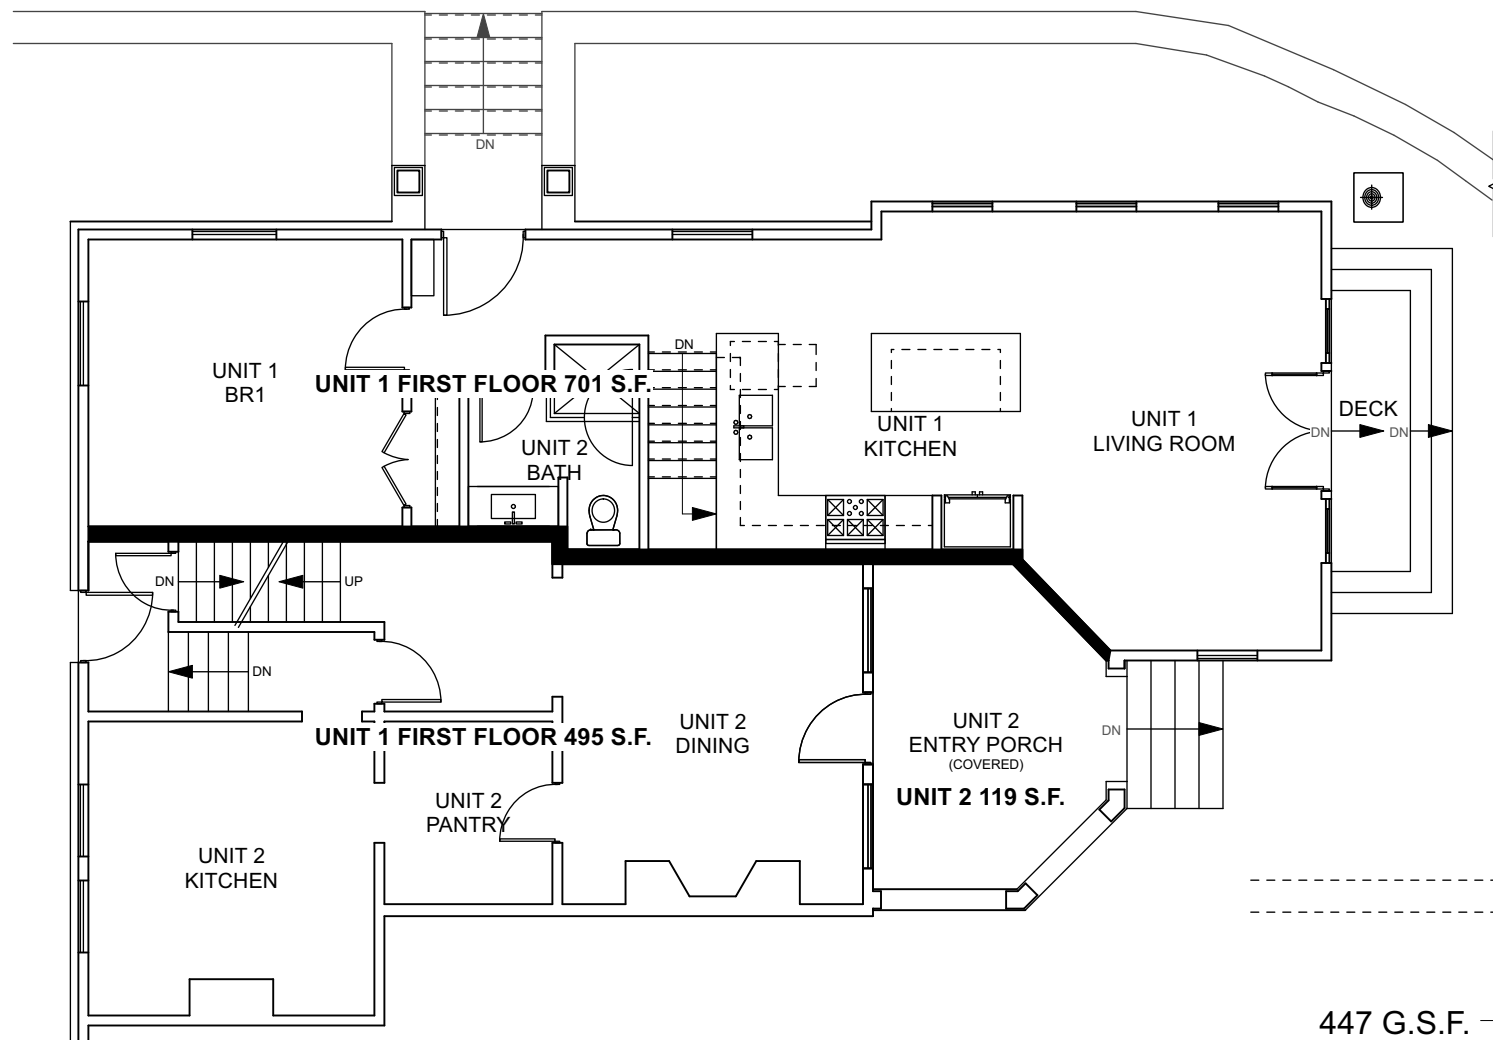 DN
DN
UNIT 1
BR1
UNIT 1 FIRST FLOOR 701 S.F.
UNIT 2
BATH
UNIT 1
KITCHEN
UNIT 1
LIVING ROOM
DECK
DN
DN
DN
UP
DN
UNIT 1 FIRST FLOOR 495 S.F.
UNIT 2
DINING
UNIT 2
ENTRY PORCH
(COVERED)
UNIT 2 119 S.F.
DN
UNIT 2
PANTRY
UNIT 2
KITCHEN
447 G.S.F.